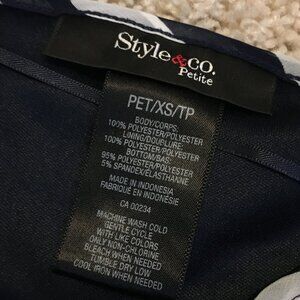 Style&co.
Petite
PET/XS/TP
BODY/CORPS:
100% POLYESTER/POLYESTER
LINING/DOUBLURE:
100% POLYESTER/POLYESTER
BOTTOM/BAS:
95% POLYESTER/POLYESTER
5% SPANDEX/ELASTHANNE
MADE IN INDONESIA
FABRIQUÉ EN INDONÉSIE
CA 00234
MACHINE WASH COLD
GENTLE CYCLE
WITH LIKE COLORS
ONLY NON-CHLORINE
BLEACH WHEN NEEDED
TUMBLE DRY LOW
COOL IRON WHEN NEEDED